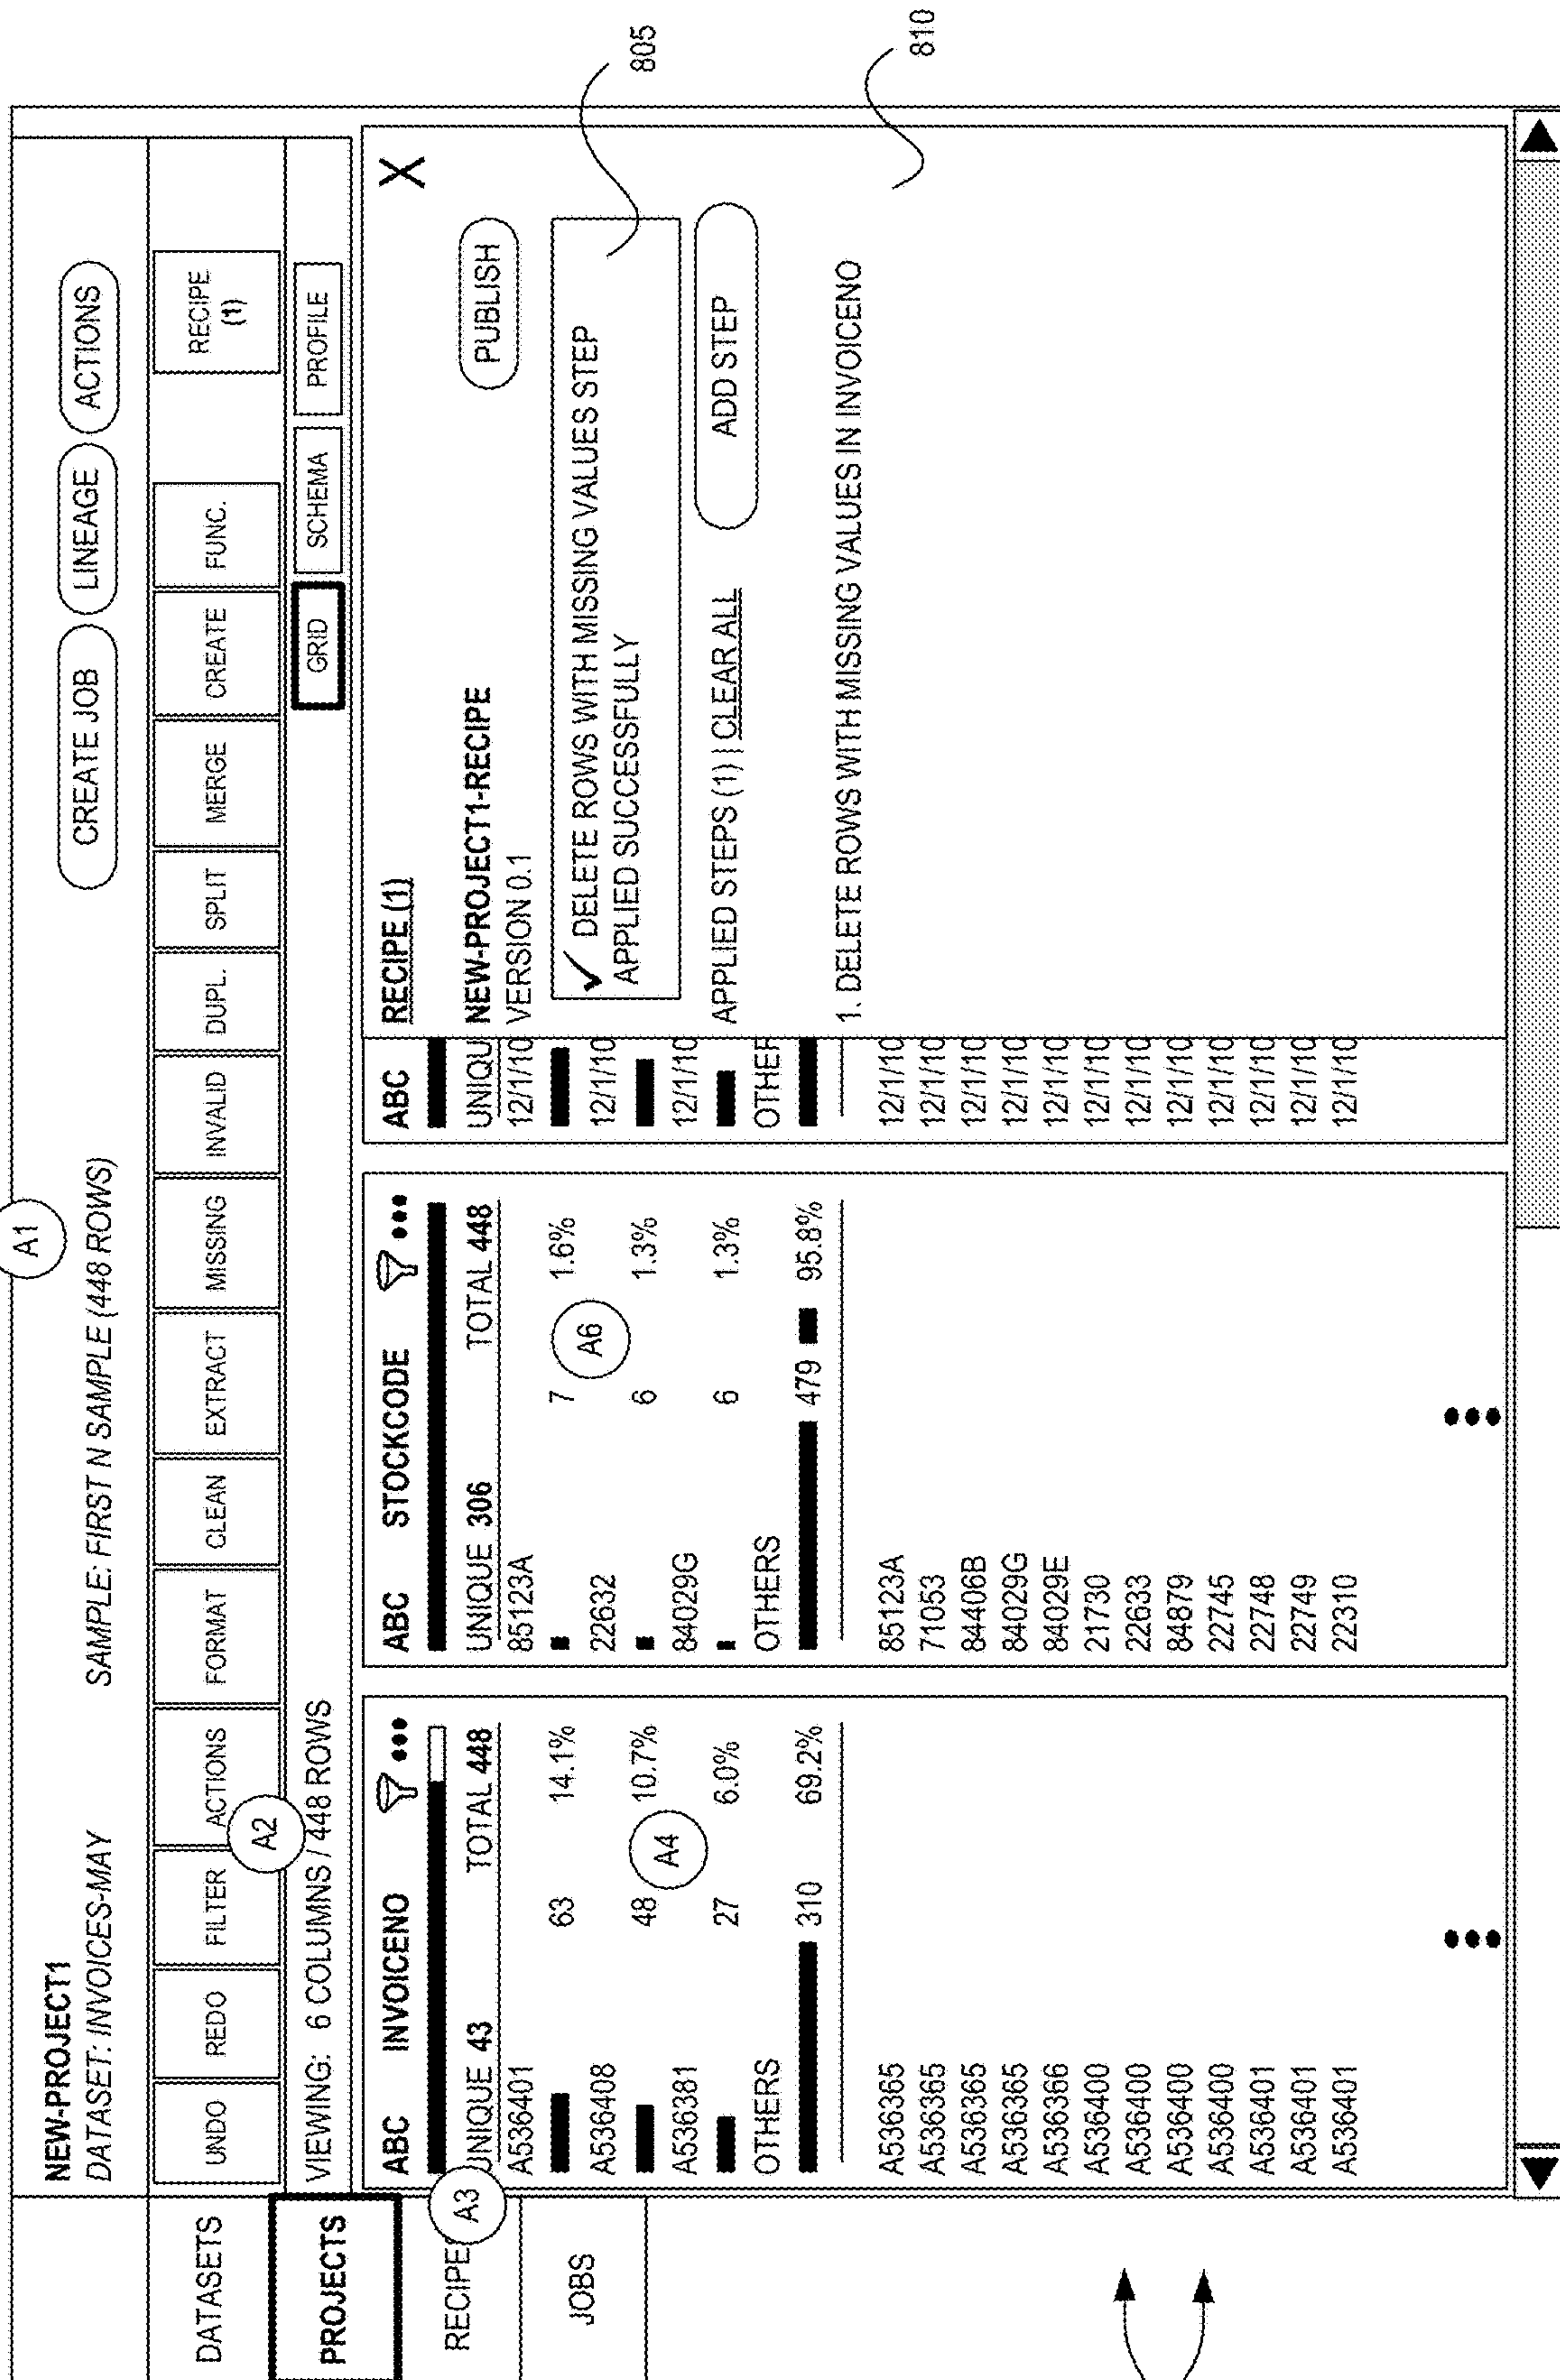 A1
NEW-PROJECT1
DATASET: INVOICES-MAY
SAMPLE: FIRST N SAMPLE (448 ROWS)
CREATE JOB
LINEAGE
ACTIONS
DATASETS
PROJECTS
RECIPE
JOBS
UNDO
REDO
FILTER
ACTIONS
FORMAT
CLEAN
EXTRACT
MISSING
INVALID
DUPL.
SPLIT
MERGE
CREATE
FUNC.
RECIPE
(1)
A2
VIEWING: 6 COLUMNS / 448 ROWS
GRID
SCHEMA
PROFILE
A3
ABC INVOICENO
UNIQUE 43 TOTAL 448
A536401
63 14.1%
A536408
48 10.7%
A4
A536381
27 6.0%
OTHERS
310 69.2%
A536365
A536365
A536365
A536365
A536366
A536400
A536400
A536400
A536400
A536401
A536401
A536401
ABC STOCKCODE
UNIQUE 306 TOTAL 448
85123A
7 1.6%
A6
22632
6 1.3%
84029G
6 1.3%
OTHERS
479 95.8%
85123A
71053
84406B
84029G
84029E
21730
22633
84879
22745
22748
22749
22310
ABC
UNIQU
12/1/10
12/1/10
12/1/10
OTHER
12/1/10
12/1/10
12/1/10
12/1/10
12/1/10
12/1/10
12/1/10
12/1/10
12/1/10
12/1/10
12/1/10
12/1/10
RECIPE (1)
X
NEW-PROJECT1-RECIPE
VERSION 0.1
PUBLISH
✓ DELETE ROWS WITH MISSING VALUES STEP
APPLIED SUCCESSFULLY
APPLIED STEPS (1) | CLEAR ALL
ADD STEP
1. DELETE ROWS WITH MISSING VALUES IN INVOICENO
805
810